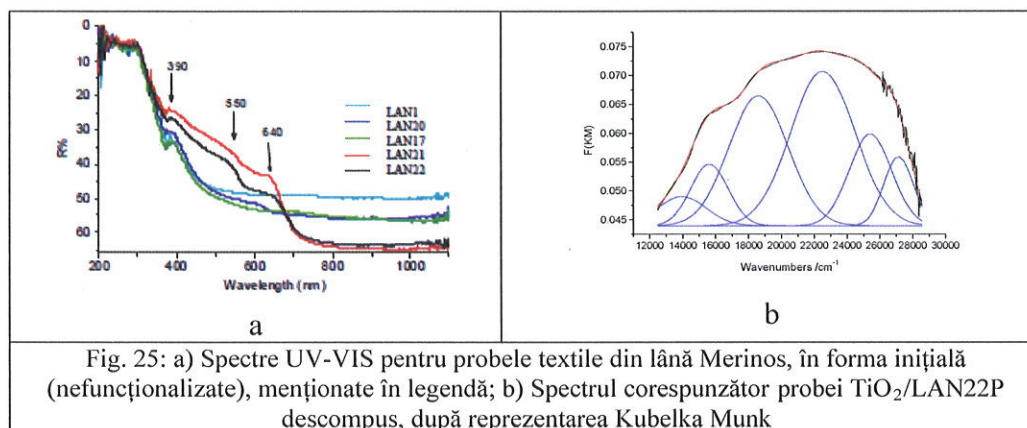 0
10
20
30
40
50
60
R%
390
550
640
LAN1
LAN20
LAN17
LAN21
LAN22
200
400
600
800
1000
Wavelength (nm)
a
0.075
0.070
0.065
0.060
0.055
0.050
0.045
F(KM)
12000 14000 16000 18000 20000 22000 24000 26000 28000 30000
Wavenumbers /cm⁻¹
b
Fig. 25: a) Spectre UV-VIS pentru probele textile din lână Merinos, în forma inițială
(nefuncționalizate), menționate în legendă; b) Spectrul corespunzător probei TiO₂/LAN22P
descompus, după reprezentarea Kubelka Munk